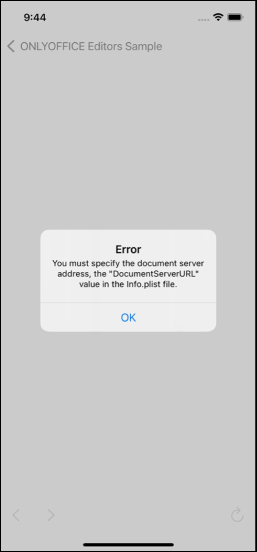 9:44
ONLYOFFICE Editors Sample
Error
You must specify the document server
address, the "DocumentServerURL"
value in the Info.plist file.
OK